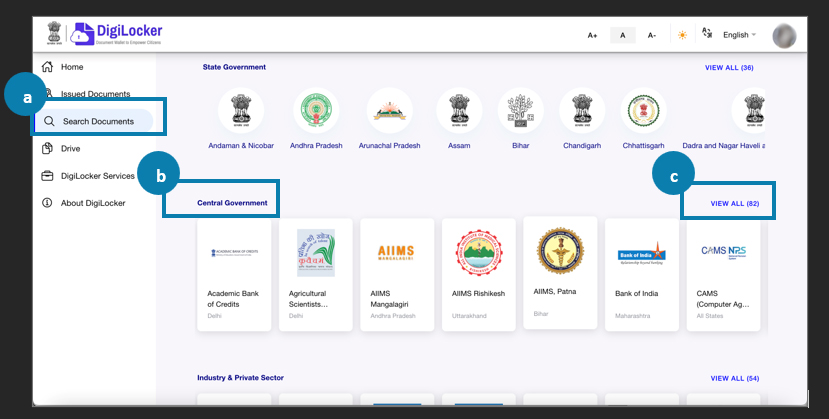 DigiLocker
Document Wallet to Empower Citizens
A+
A
A-
English
Home
a
Issued Documents
Search Documents
Drive
DigiLocker Services
About DigiLocker
State Government
VIEW ALL (36)
Andaman & Nicobar
Andhra Pradesh
Arunachal Pradesh
Assam
Bihar
Chandigarh
Chhattisgarh
Dadra and Nagar Haveli a
b
c
Central Government
VIEW ALL (82)
ACADEMIC BANK OF CREDITS
AIIMS
MANGALAGIRI
Bank of India
CAMS NPS
Academic Bank
of Credits
Delhi
Agricultural
Scientists...
Delhi
AIIMS
Mangalagiri
Andhra Pradesh
AIIMS Rishikesh
Uttarakhand
AIIMS, Patna
Bihar
Bank of India
Maharashtra
CAMS
(Computer Ag...
All States
Industry & Private Sector
VIEW ALL (54)